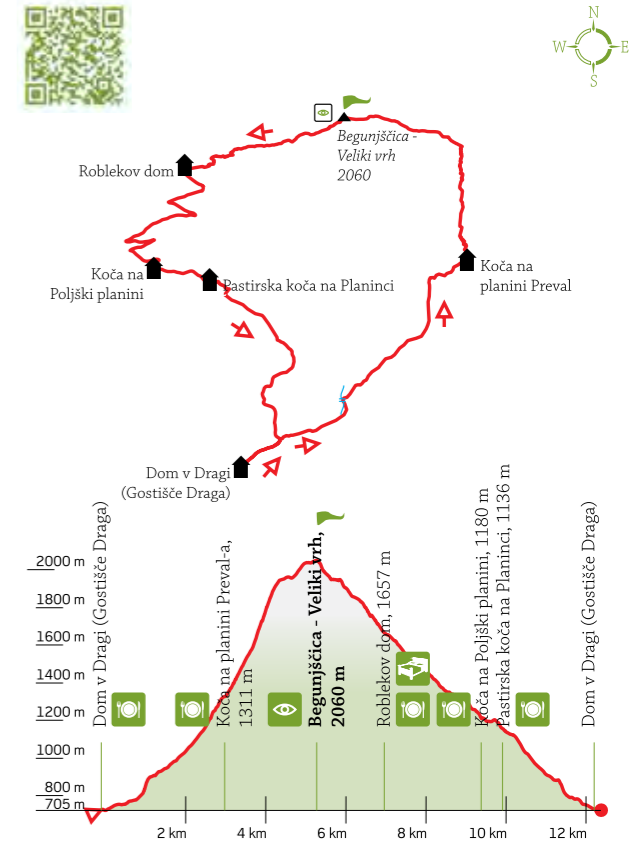 N
W
E
S
Begunjščica -
Veliki vrh
2060
Roblekov dom
Koča na
Poljški planini
Pastirska koča na Planinci
Koča na
planini Preval
Dom v Dragi
(Gostišče Draga)
Dom v Dragi (Gostišče Draga)
Koča na planini Preval-a,
1311 m
Begunjščica - Veliki vrh,
2060 m
Roblekov dom, 1657 m
Koča na Poljški planini, 1180 m
Pastirska koča na Planinci, 1136 m
Dom v Dragi (Gostišče Draga)
2000 m
1800 m
1600 m
1400 m
1200 m
1000 m
800 m
705 m
2 km
4 km
6 km
8 km
10 km
12 km